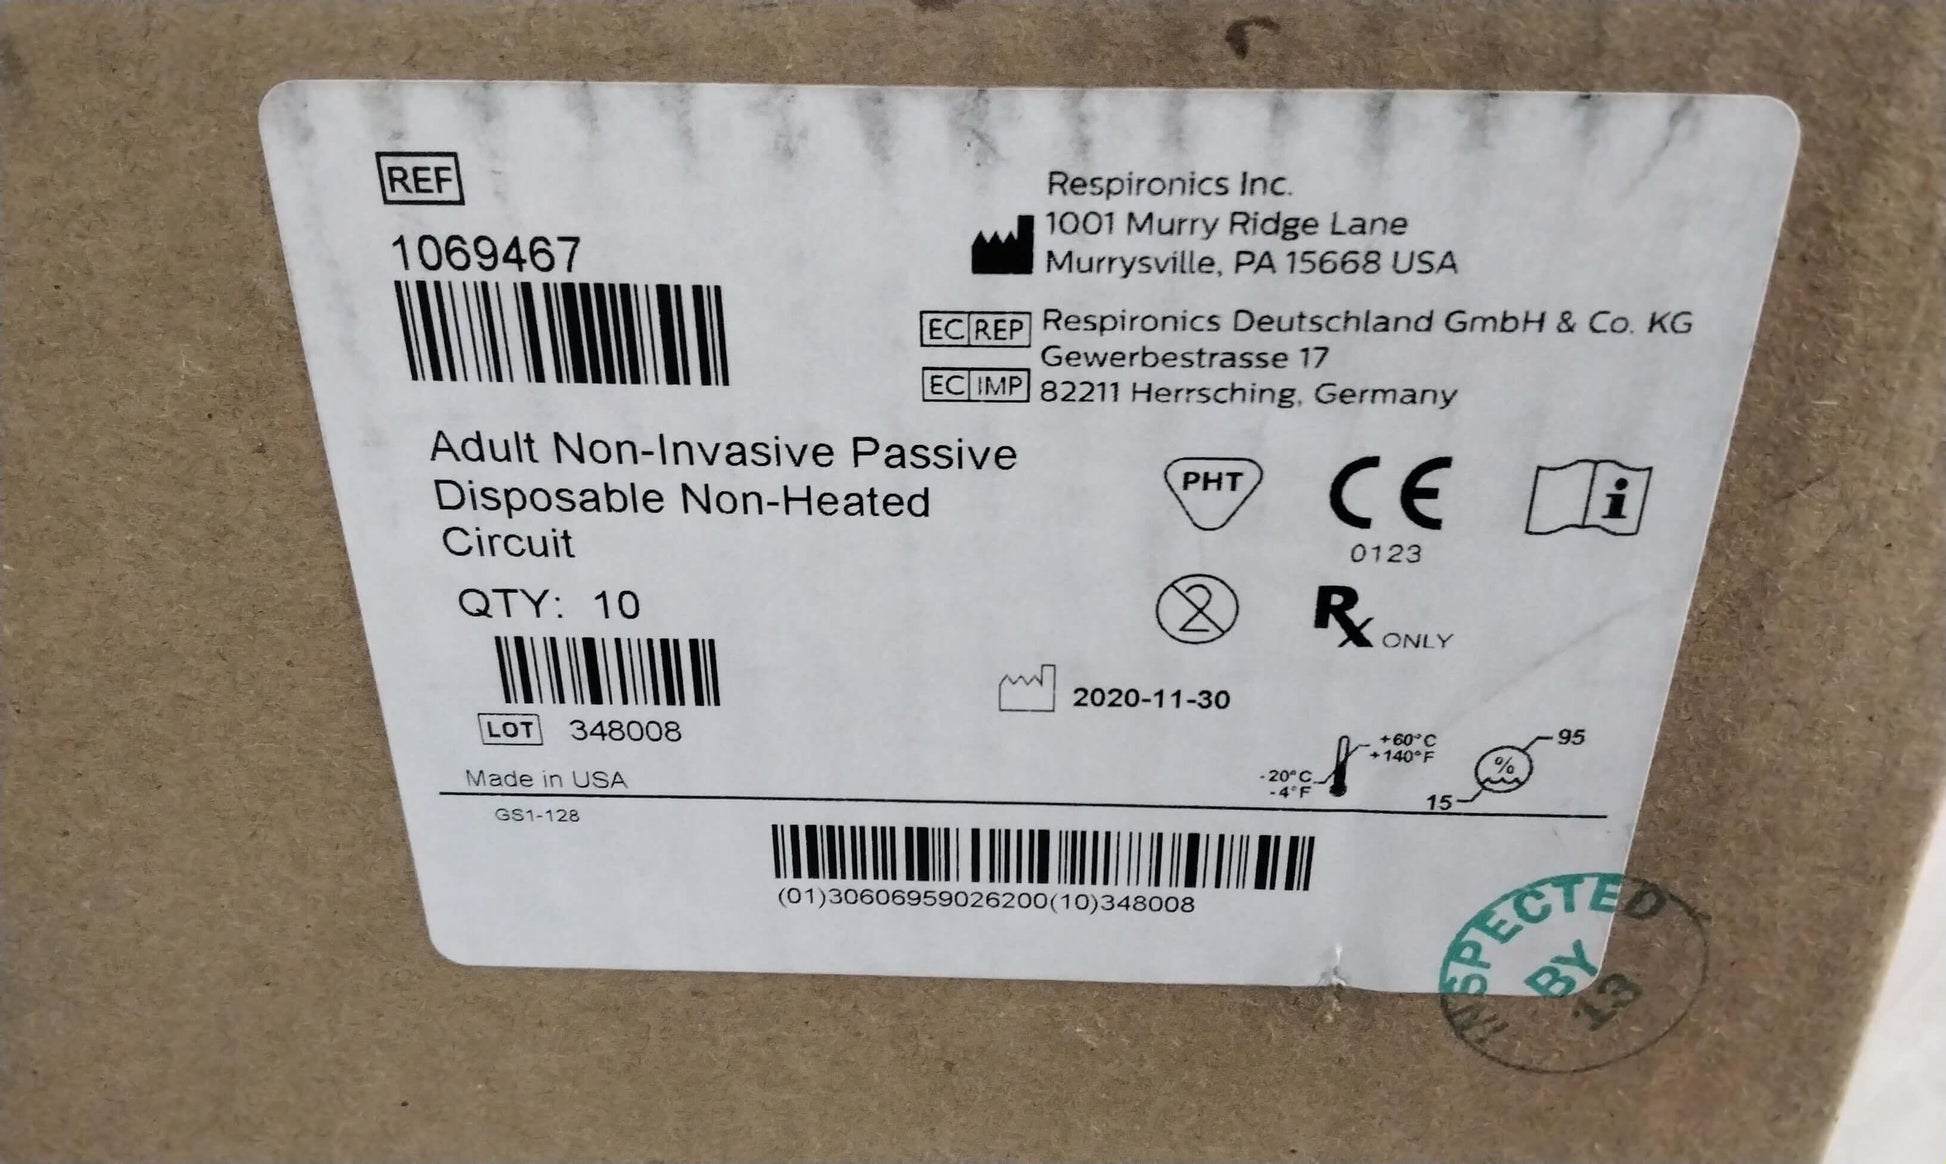 REF
1069467
Respironics Inc.
1001 Murry Ridge Lane
Murrysville, PA 15668 USA
EC REP
Respironics Deutschland GmbH & Co. KG
Gewerbestrasse 17
EC IMP
82211 Herrsching, Germany
Adult Non-Invasive Passive
Disposable Non-Heated
Circuit
QTY: 10
LOT 348008
Made in USA
PHT
CE
0123
i
2
Rx ONLY
2020-11-30
+60°C
+140°F
-20°C
-4°F
%
95
15
GS1-128
(01)30606959026200(10)348008
INSPECTED
BY
13